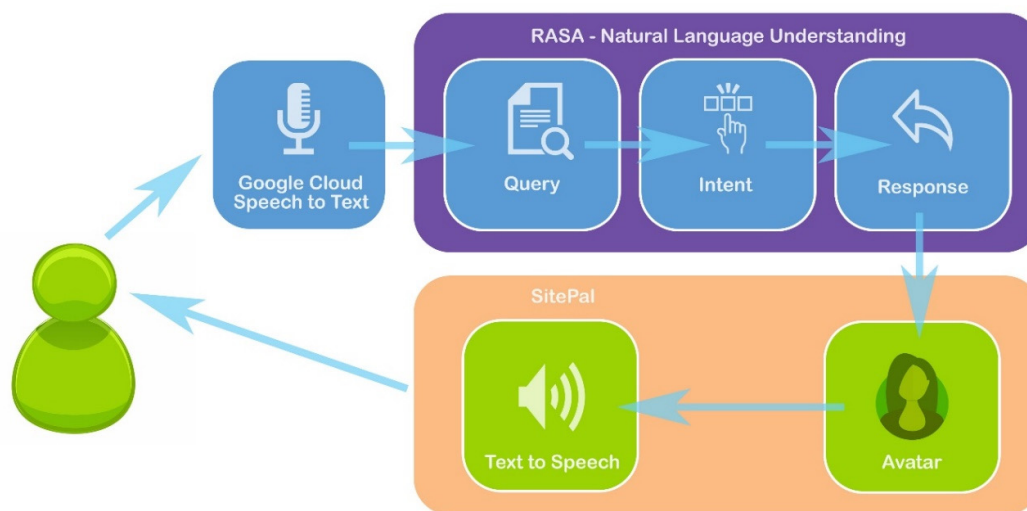 RASA - Natural Language Understanding
Google Cloud
Speech to Text
Query
Intent
Response
SitePal
Text to Speech
Avatar